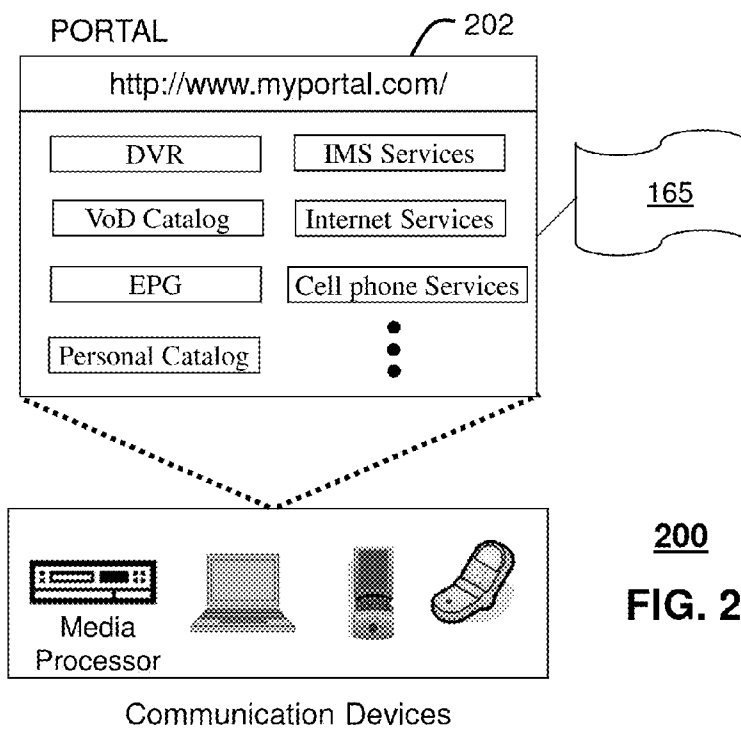 PORTAL
202
http://www.myportal.com/
DVR
IMS Services
VoD Catalog
Internet Services
165
EPG
Cell phone Services
Personal Catalog
Media
Processor
200
FIG. 2
Communication Devices